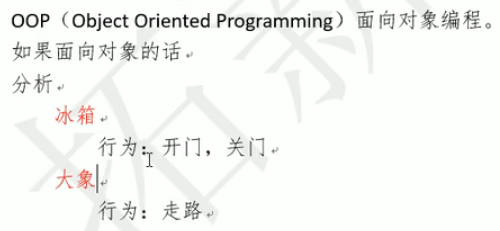 OOP（Object Oriented Programming）面向对象编程。
如果面向对象的话
分析
冰箱
行为：开门，关门
大象
行为：走路